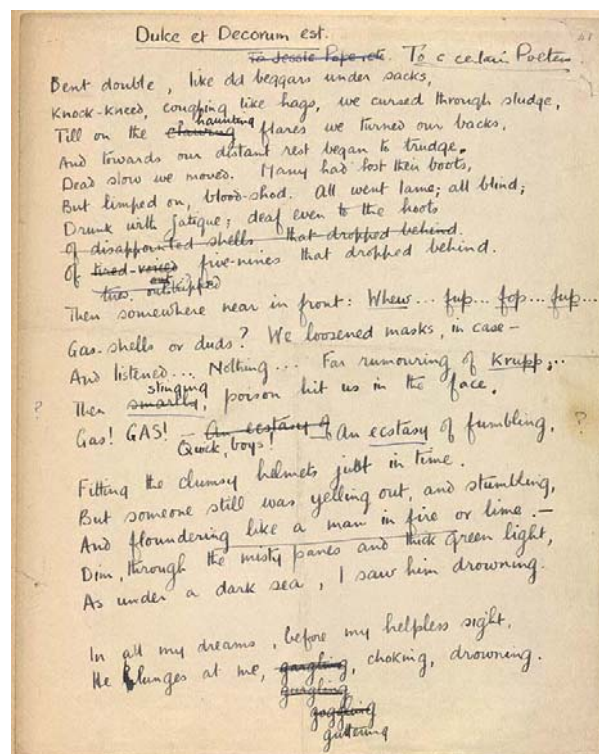 Dulce et Decorum est.
To Jessie Pope etc. To a certain Poetess.
Bent double, like old beggars under sacks,
Knock-kneed, coughing like hags, we cursed through sludge,
haunting
Till on the clawing flares we turned our backs,
And towards our distant rest began to trudge.
Dead slow we moved. Many had lost their boots,
But limped on, blood-shod. All went lame; all blind;
Drunk with fatigue; deaf even to the hoots
Of disappointed shells that dropped behind.
Of tired-voiced five-nines that dropped behind.
outstripped
Then somewhere near in front: Whew... fup... fop... fup...
Gas-shells or duds? We loosened masks, in case –
And listened... Nothing... Far rumouring of Krupp...
stinging
Then smartly, poison hit us in the face.
? Gas! GAS! – An ecstasy of – An ecstasy of fumbling, ?
Quick, boys!
Fitting the clumsy helmets just in time.
But someone still was yelling out, and stumbling,
And floundering like a man in fire or lime. –
Dim, through the misty panes and thick green light,
As under a dark sea, I saw him drowning.
In all my dreams, before my helpless sight,
He plunges at me, gargling, choking, drowning.
gurgling
goggling
guttering